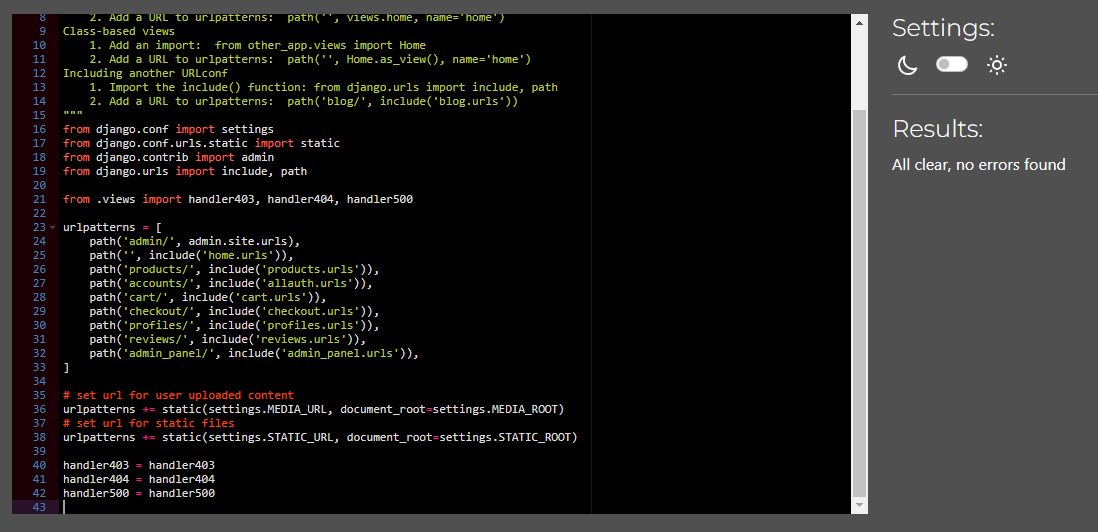 8     2. Add a URL to urlpatterns:  path('', views.home, name='home')
9 Class-based views
10     1. Add an import:  from other_app.views import Home
11     2. Add a URL to urlpatterns:  path('', Home.as_view(), name='home')
12 Including another URLconf
13     1. Import the include() function: from django.urls import include, path
14     2. Add a URL to urlpatterns:  path('blog/', include('blog.urls'))
15 """
16 from django.conf import settings
17 from django.conf.urls.static import static
18 from django.contrib import admin
19 from django.urls import include, path
20
21 from .views import handler403, handler404, handler500
22
23 urlpatterns = [
24     path('admin/', admin.site.urls),
25     path('', include('home.urls')),
26     path('products/', include('products.urls')),
27     path('accounts/', include('allauth.urls')),
28     path('cart/', include('cart.urls')),
29     path('checkout/', include('checkout.urls')),
30     path('profiles/', include('profiles.urls')),
31     path('reviews/', include('reviews.urls')),
32     path('admin_panel/', include('admin_panel.urls')),
33 ]
34
35 # set url for user uploaded content
36 urlpatterns += static(settings.MEDIA_URL, document_root=settings.MEDIA_ROOT)
37 # set url for static files
38 urlpatterns += static(settings.STATIC_URL, document_root=settings.STATIC_ROOT)
39
40 handler403 = handler403
41 handler404 = handler404
42 handler500 = handler500
43
Settings:
Results:
All clear, no errors found